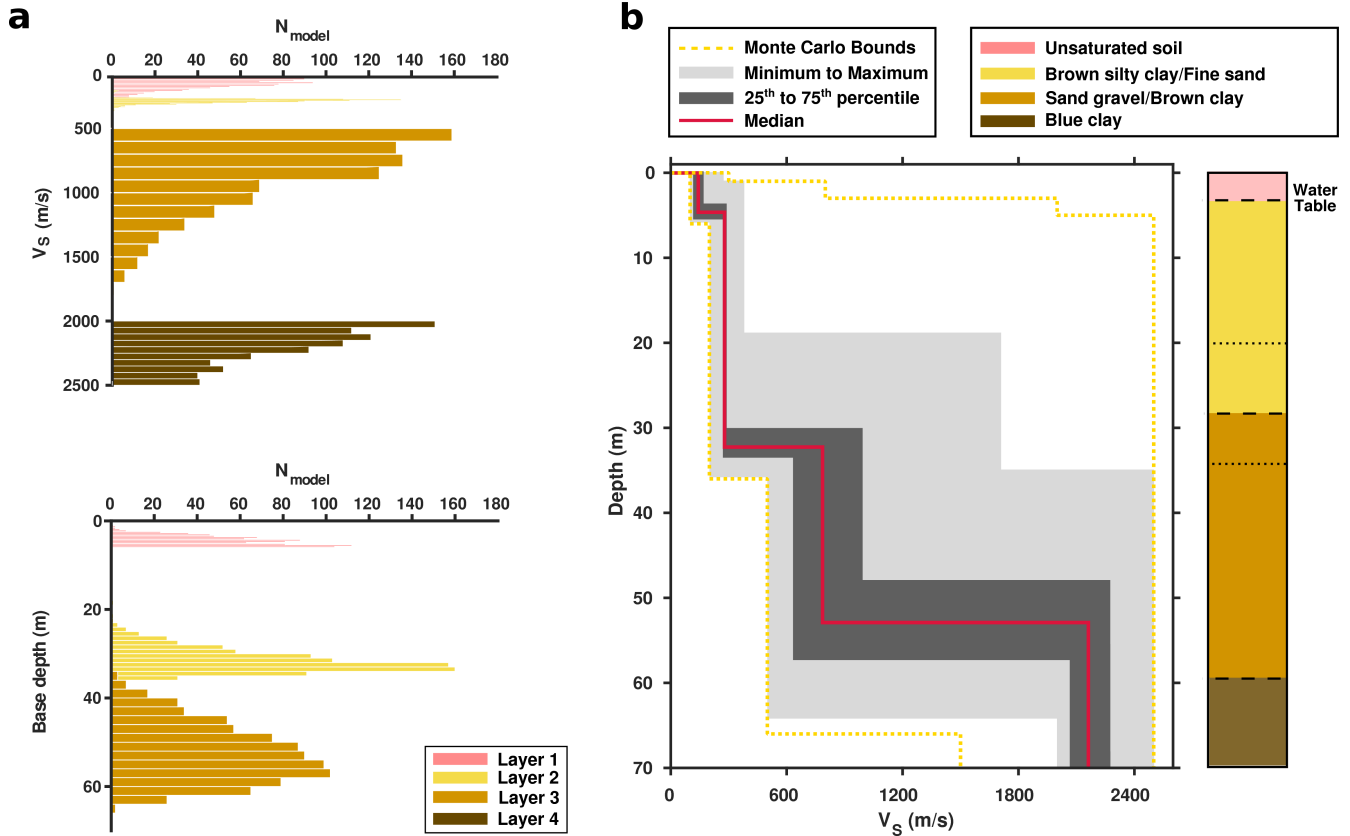 a
N_model
0 20 40 60 80 100 120 140 160 180
0
500
1000
1500
2000
2500
V_S (m/s)
N_model
0 20 40 60 80 100 120 140 160 180
0
20
40
60
Base depth (m)
Layer 1
Layer 2
Layer 3
Layer 4
b
Monte Carlo Bounds
Minimum to Maximum
25th to 75th percentile
Median
Unsaturated soil
Brown silty clay/Fine sand
Sand gravel/Brown clay
Blue clay
0
10
20
30
40
50
60
70
Depth (m)
0 600 1200 1800 2400
V_S (m/s)
Water
Table